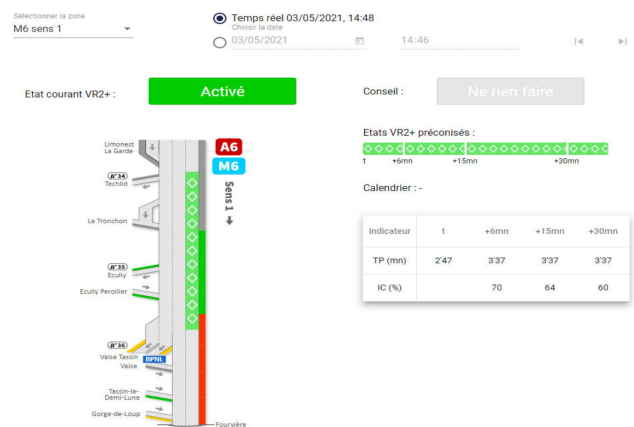 Sélectionner la zone
M6 sens 1
Temps réel 03/05/2021, 14:48
Choisir la date
03/05/2021
14:46
Etat courant VR2+ :
Activé
Conseil :
Ne rien faire
Etats VR2+ préconisés :
t +6mn +15mn +30mn
Calendrier : -
Indicateur t +6mn +15mn +30mn
TP (mn) 2'47 3'37 3'37 3'37
IC (%) 70 64 60
Limonest
La Garde
A6
M6
Sens 1
n° 34
Techlid
Le Tronchon
n° 35
Ecully
Ecully Perollier
n° 36
Vaise Tassin
BPNL
Vaise
Tassin-la-
Demi-Lune
Gorge-de-Loup
Fourvière